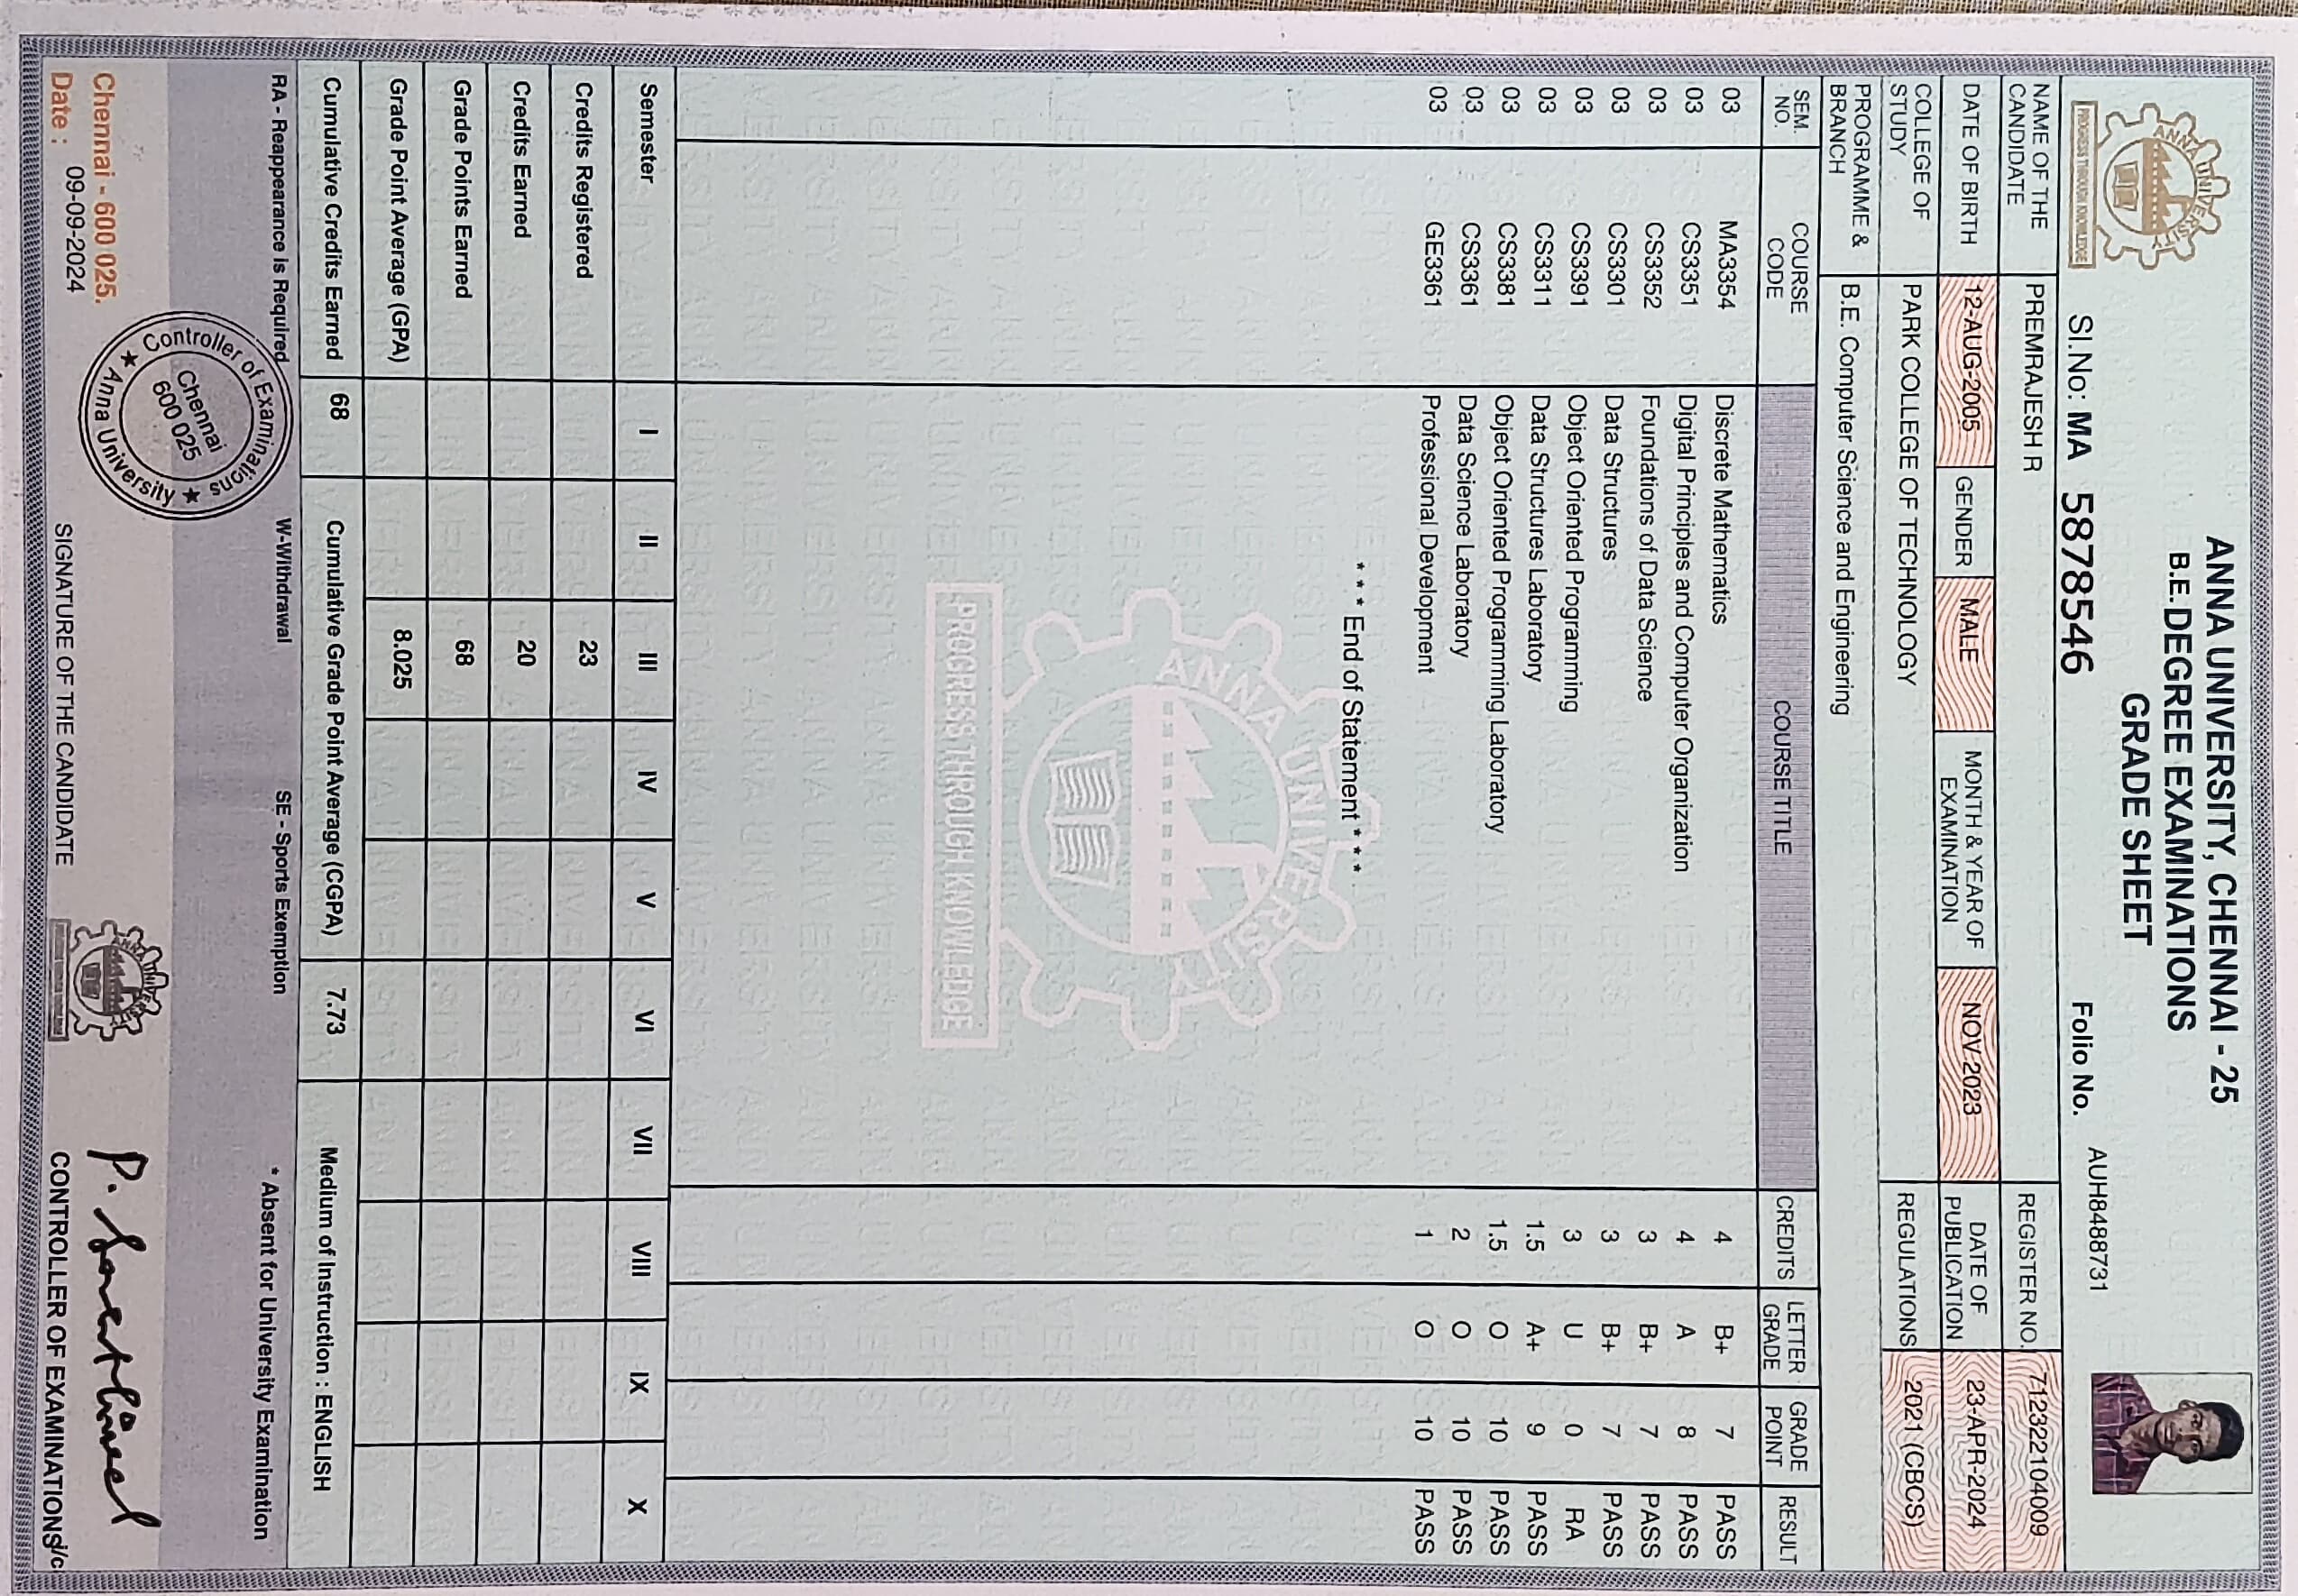 ANNA UNIVERSITY, CHENNAI - 25
B.E. DEGREE EXAMINATIONS
GRADE SHEET
ANNA UNIVERSITY
PROGRESS THROUGH KNOWLEDGE
Sl.No: MA 5878546
Folio No. AUH8488731
NAME OF THE CANDIDATE PREMRAJESH R REGISTER NO. 712322104009
DATE OF BIRTH 12-AUG-2005 GENDER MALE MONTH & YEAR OF EXAMINATION NOV 2023 DATE OF PUBLICATION 23-APR-2024
COLLEGE OF STUDY PARK COLLEGE OF TECHNOLOGY REGULATIONS 2021 (CBCS)
PROGRAMME & BRANCH B.E. Computer Science and Engineering
SEM. NO. COURSE CODE COURSE TITLE CREDITS LETTER GRADE GRADE POINT RESULT
03 MA3354 Discrete Mathematics 4 B+ 7 PASS
03 CS3351 Digital Principles and Computer Organization 4 A 8 PASS
03 CS3352 Foundations of Data Science 3 B+ 7 PASS
03 CS3301 Data Structures 3 B+ 7 PASS
03 CS3391 Object Oriented Programming 3 U 0 RA
03 CS3311 Data Structures Laboratory 1.5 A+ 9 PASS
03 CS3381 Object Oriented Programming Laboratory 1.5 O 10 PASS
03 CS3361 Data Science Laboratory 2 O 10 PASS
03 GE3361 Professional Development 1 O 10 PASS
* * * End of Statement * * *
ANNA UNIVERSITY
PROGRESS THROUGH KNOWLEDGE
Semester I II III IV V VI VII VIII IX X
Credits Registered 23
Credits Earned 20
Grade Points Earned 68
Grade Point Average (GPA) 8.025
Cumulative Credits Earned 68 Cumulative Grade Point Average (CGPA) 7.73 Medium of Instruction : ENGLISH
RA - Reappearance is Required W-Withdrawal SE - Sports Exemption * Absent for University Examination
Controller of Examinations
Chennai
600 025
★ Anna University ★
Chennai - 600 025.
Date : 09-09-2024
SIGNATURE OF THE CANDIDATE
CONTROLLER OF EXAMINATIONS i/c